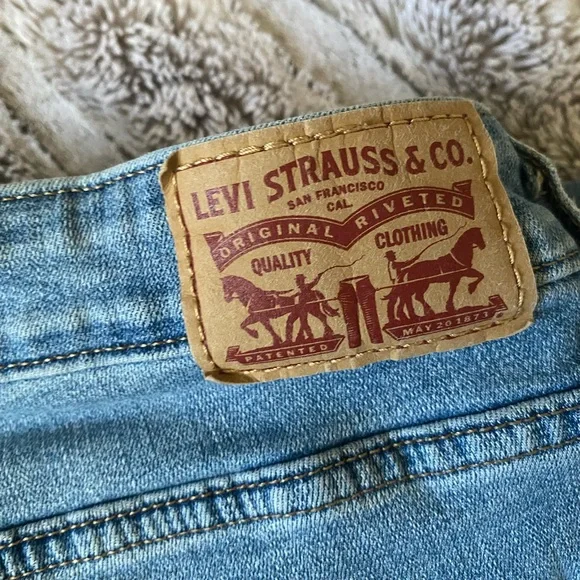 LEVI STRAUSS & CO.
SAN FRANCISCO
CAL.
ORIGINAL RIVETED
QUALITY CLOTHING
PATENTED MAY 20 1873